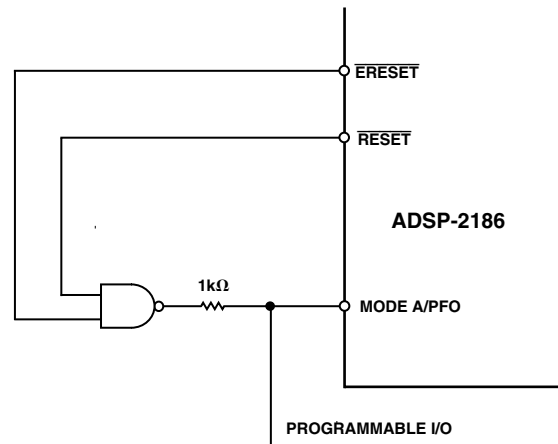 ERESET
RESET
ADSP-2186
1kΩ
MODE A/PFO
PROGRAMMABLE I/O